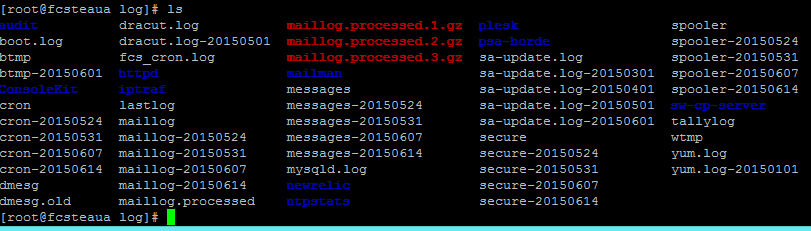 [root@fcsteaua log]# ls
audit dracut.log maillog.processed.1.gz plesk spooler
boot.log dracut.log-20150501 maillog.processed.2.gz psa-horde spooler-20150524
btmp fcs_cron.log maillog.processed.3.gz sa-update.log spooler-20150531
btmp-20150601 httpd mailman sa-update.log-20150301 spooler-20150607
ConsoleKit iptraf messages sa-update.log-20150401 spooler-20150614
cron lastlog messages-20150524 sa-update.log-20150501 sw-cp-server
cron-20150524 maillog messages-20150531 sa-update.log-20150601 tallylog
cron-20150531 maillog-20150524 messages-20150607 secure wtmp
cron-20150607 maillog-20150531 messages-20150614 secure-20150524 yum.log
cron-20150614 maillog-20150607 mysqld.log secure-20150531 yum.log-20150101
dmesg maillog-20150614 newrelic secure-20150607
dmesg.old maillog.processed ntpstats secure-20150614
[root@fcsteaua log]#